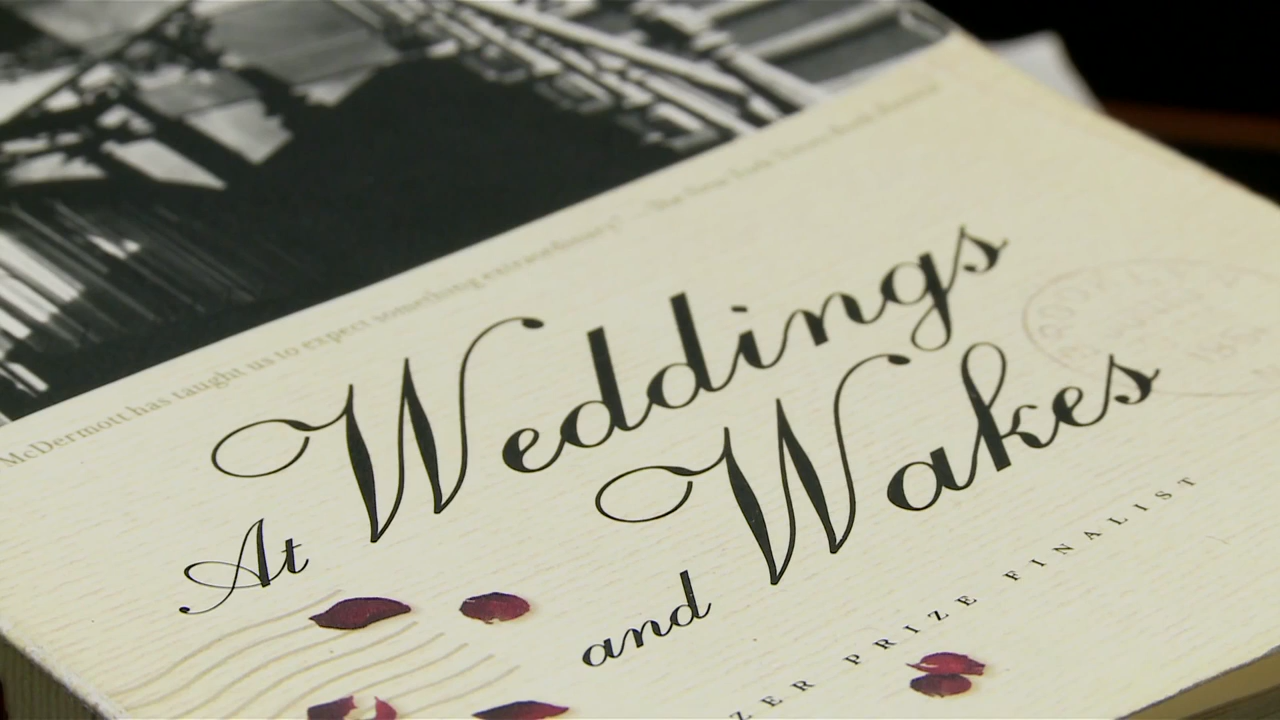 McDermott has taught us to expect something extraordinary." —The New York Times Book Review
At Weddings
and Wakes
ZER PRIZE FINALIST